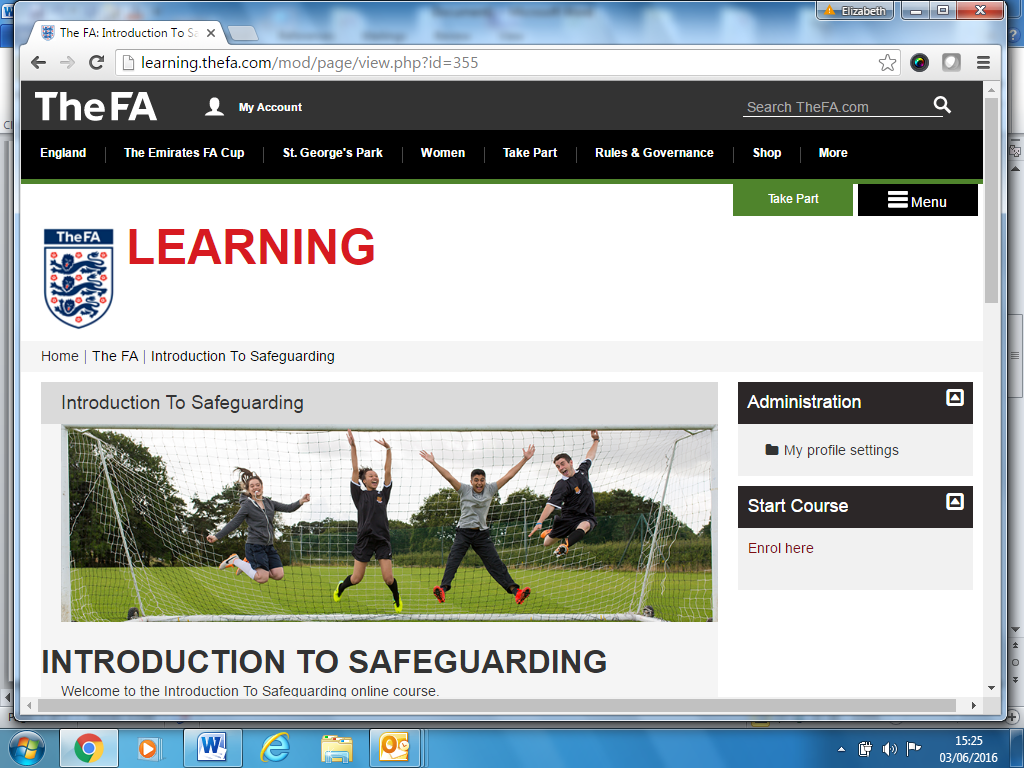 The FA: Introduction To Sa
Elizabeth
learning.thefa.com/mod/page/view.php?id=355
TheFA
My Account
Search TheFA.com
England
The Emirates FA Cup
St. George's Park
Women
Take Part
Rules & Governance
Shop
More
Take Part
Menu
TheFA
LEARNING
Home | The FA | Introduction To Safeguarding
Introduction To Safeguarding
Administration
My profile settings
Start Course
Enrol here
INTRODUCTION TO SAFEGUARDING
Welcome to the Introduction To Safeguarding online course.
15:25
03/06/2016